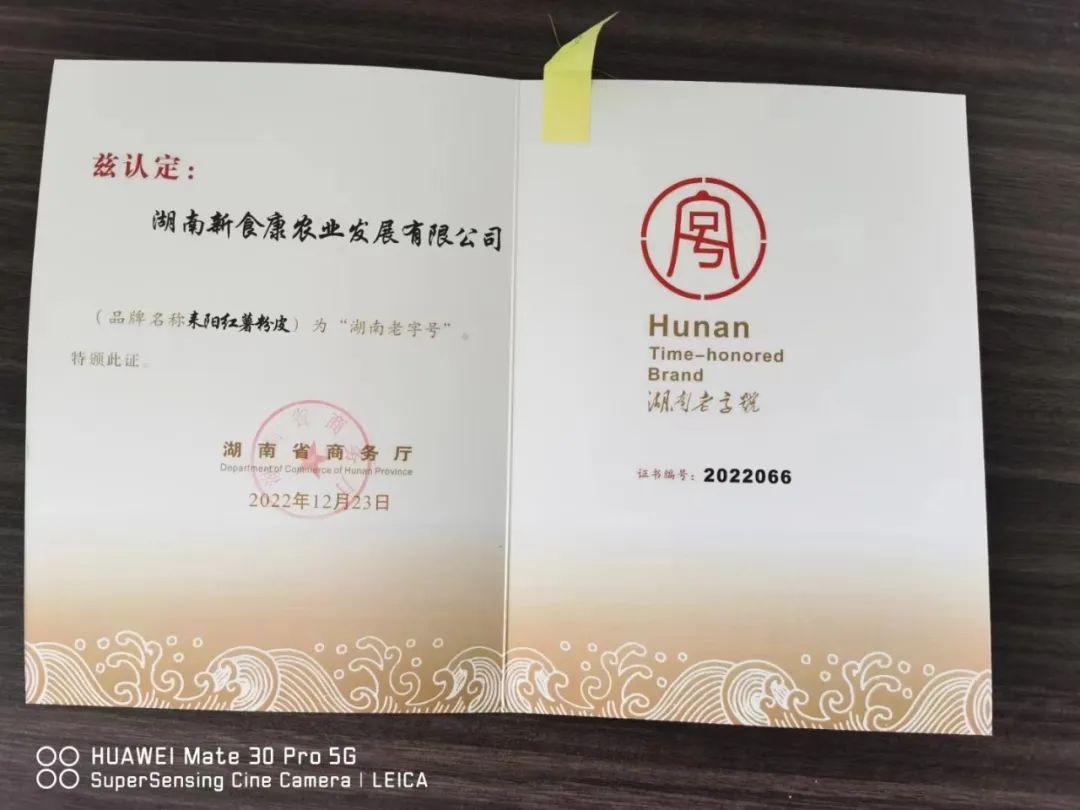 兹认定：
湖南新食康农业发展有限公司
（品牌名称耒阳红薯粉皮）为“湖南老字号”。
特颁此证。
湖南省商务厅
Department of Commerce of Hunan Province
2022年12月23日
Hunan
Time-honored
Brand
湖南老字號
证书编号：2022066
HUAWEI Mate 30 Pro 5G
SuperSensing Cine Camera | LEICA